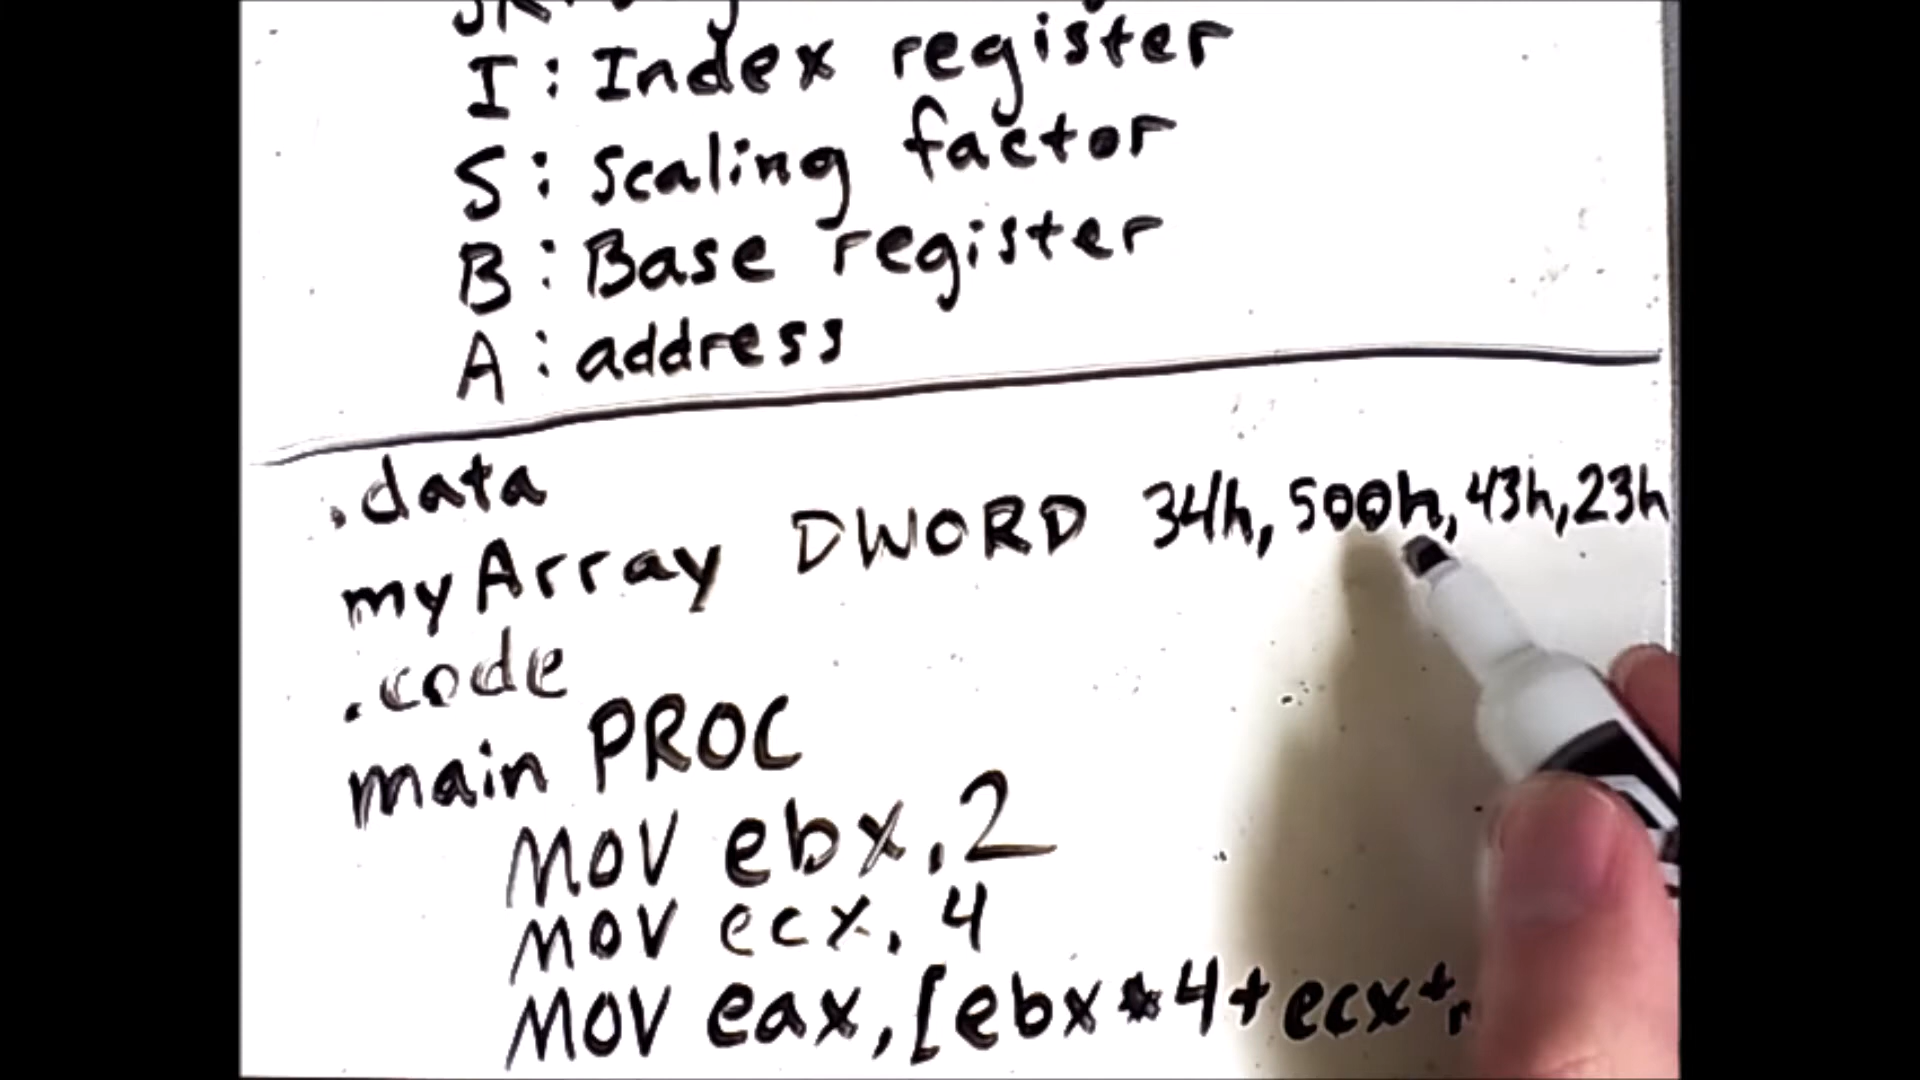 I: Index register
S: Scaling factor
B: Base register
A: address
.data
myArray DWORD 34h, 500h, 43h, 23h
.code
main PROC
MOV ebx, 2
MOV ecx, 4
MOV eax, [ebx*4+ecx+